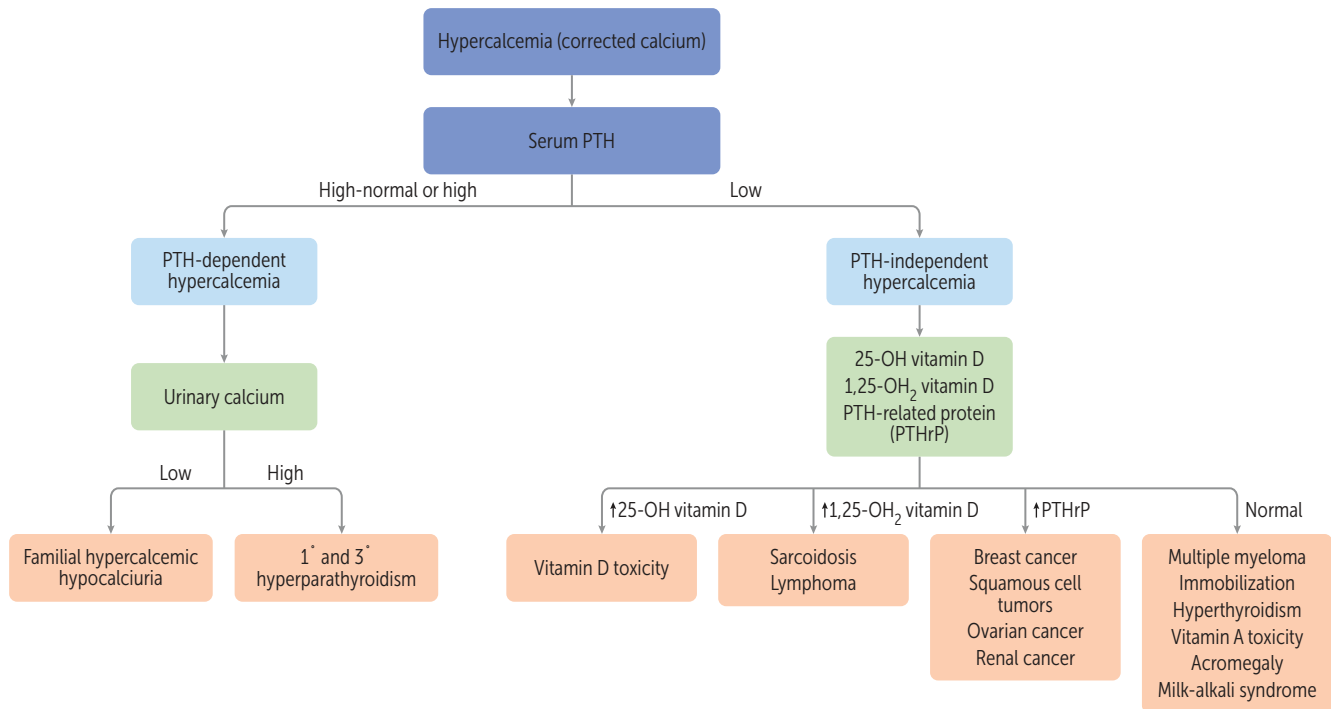 Hypercalcemia (corrected calcium)
Serum PTH
High-normal or high
Low
PTH-dependent
hypercalcemia
PTH-independent
hypercalcemia
Urinary calcium
25-OH vitamin D
1,25-OH₂ vitamin D
PTH-related protein
(PTHrP)
Low
High
↑25-OH vitamin D
↑1,25-OH₂ vitamin D
↑PTHrP
Normal
Familial hypercalcemic
hypocalciuria
1° and 3°
hyperparathyroidism
Vitamin D toxicity
Sarcoidosis
Lymphoma
Breast cancer
Squamous cell
tumors
Ovarian cancer
Renal cancer
Multiple myeloma
Immobilization
Hyperthyroidism
Vitamin A toxicity
Acromegaly
Milk-alkali syndrome